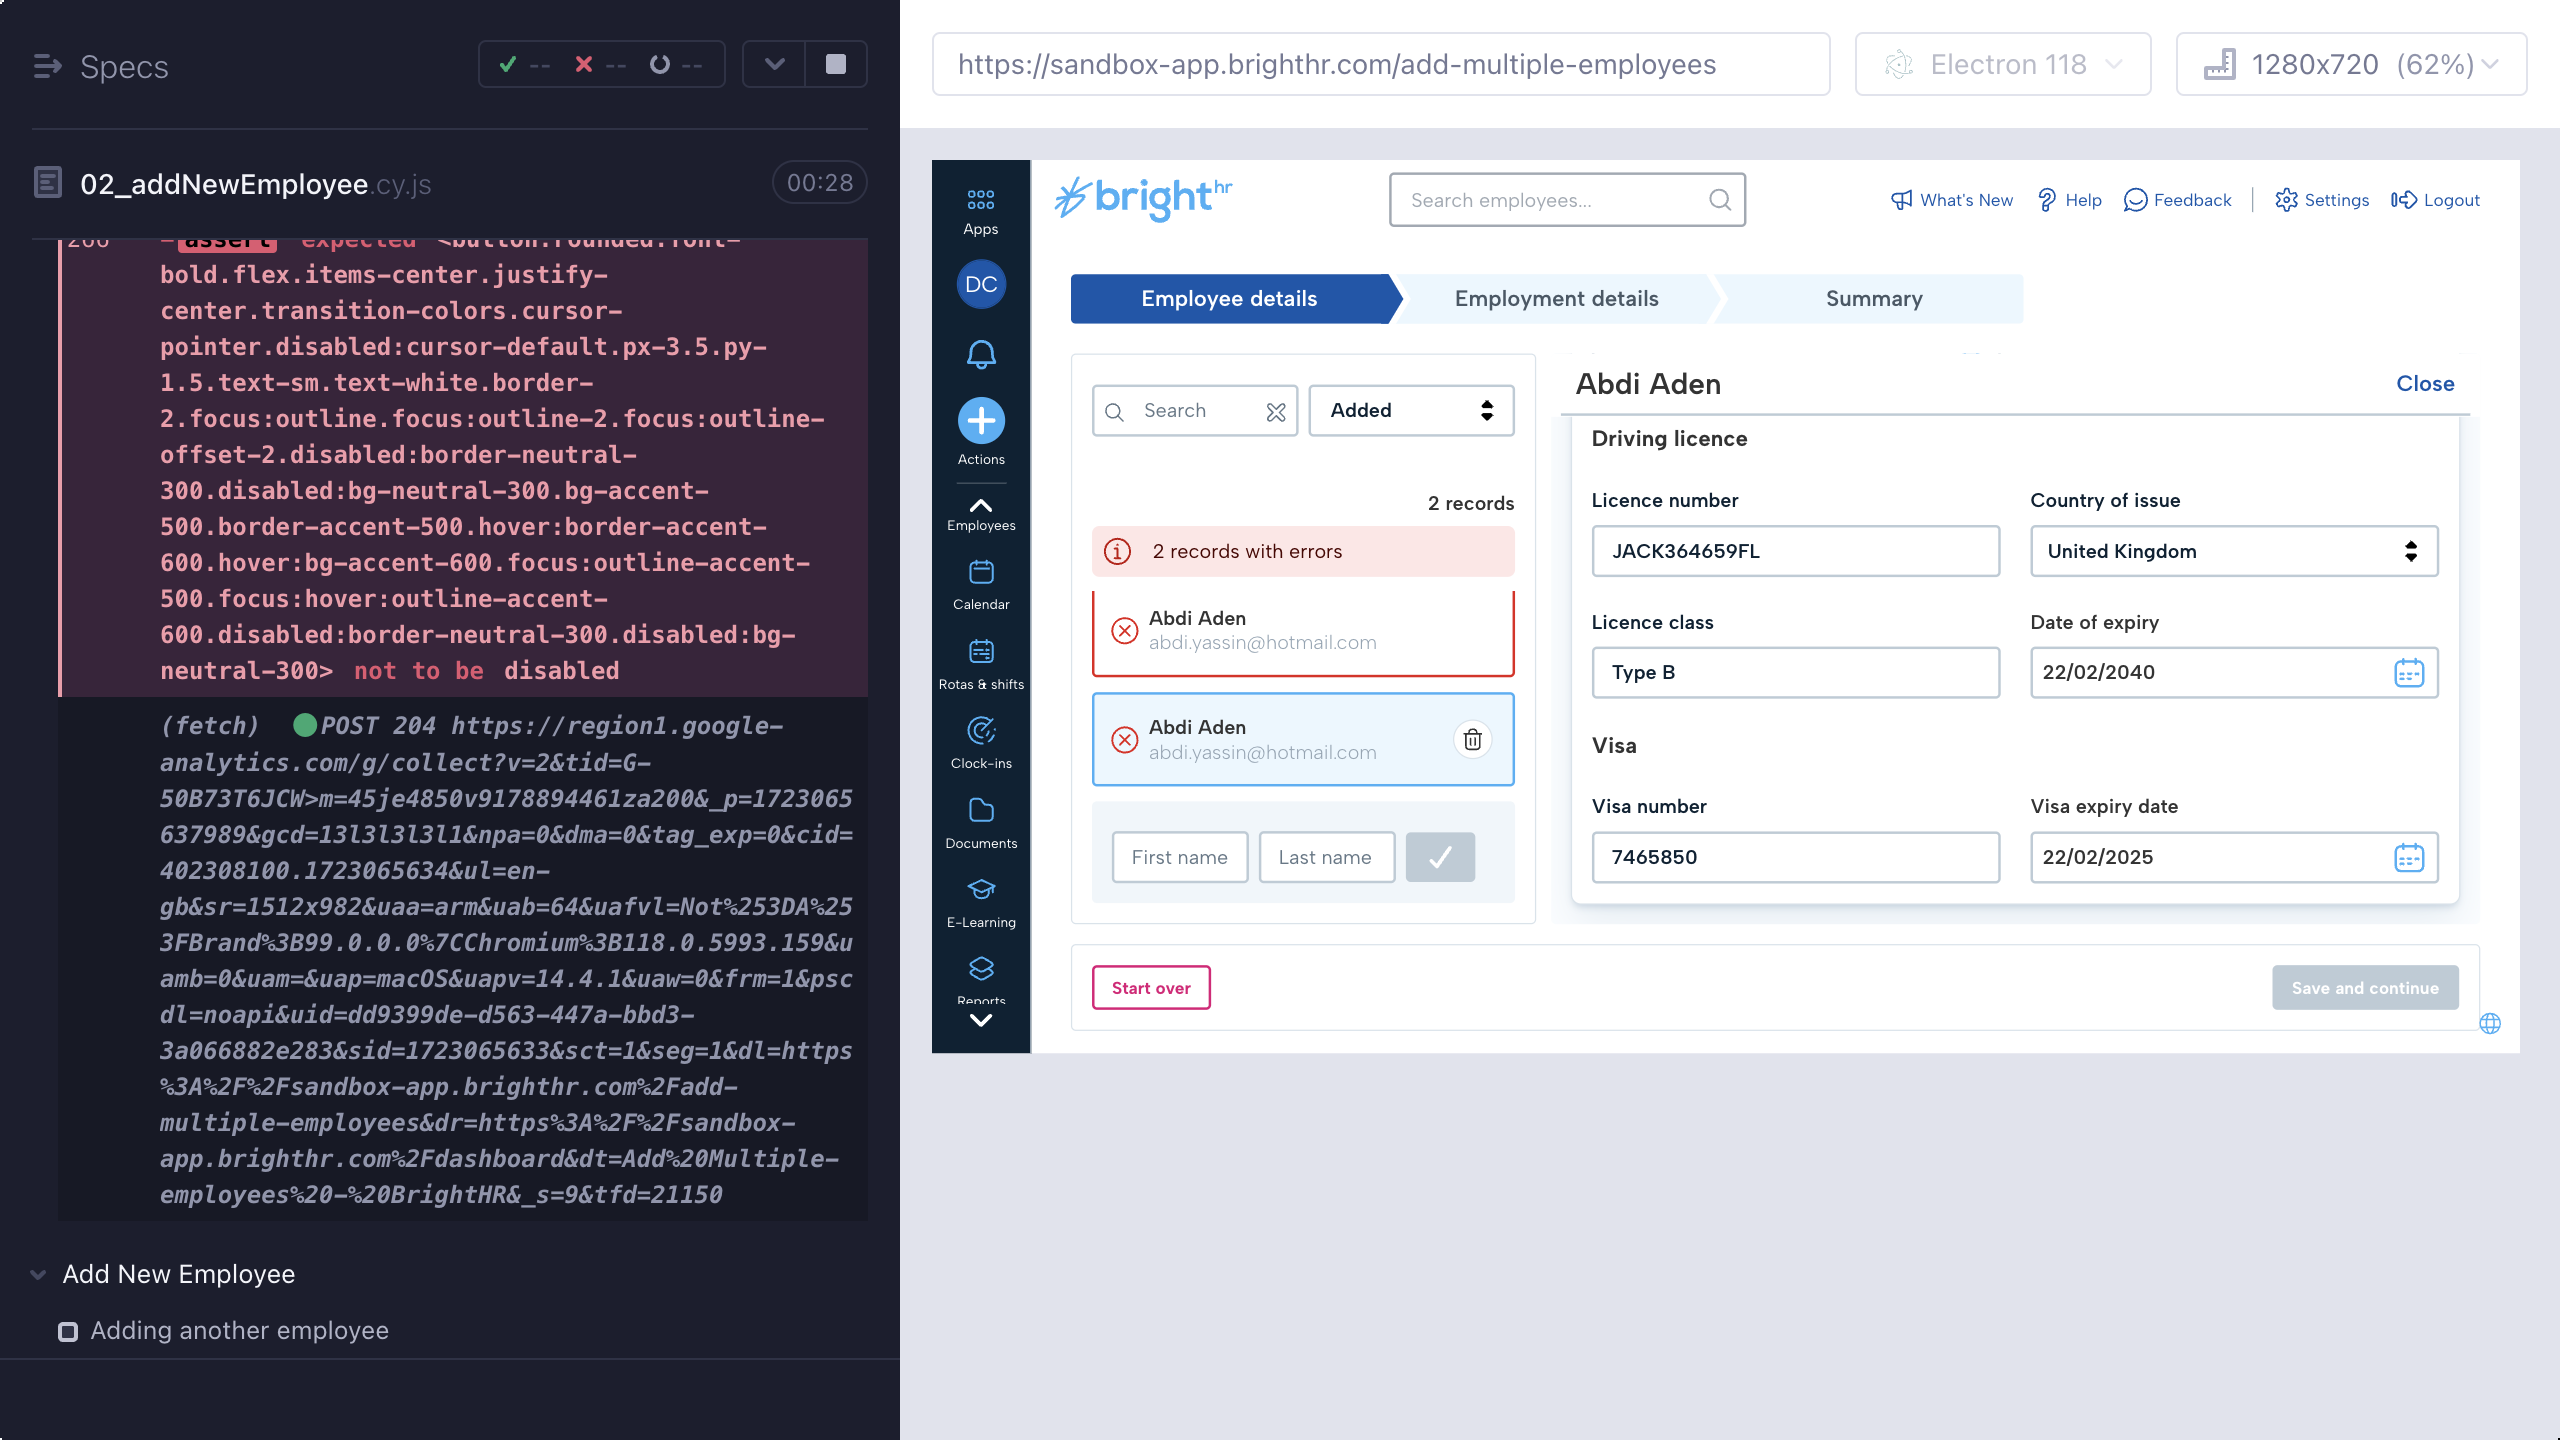 Specs
-- -- --
02_addNewEmployee.cy.js
00:28
-assert expected <button.rounded.font-
bold.flex.items-center.justify-
center.transition-colors.cursor-
pointer.disabled:cursor-default.px-3.5.py-
1.5.text-sm.text-white.border-
2.focus:outline.focus:outline-2.focus:outline-
offset-2.disabled:border-neutral-
300.disabled:bg-neutral-300.bg-accent-
500.border-accent-500.hover:border-accent-
600.hover:bg-accent-600.focus:outline-accent-
500.focus:hover:outline-accent-
600.disabled:border-neutral-300.disabled:bg-
neutral-300> not to be disabled
(fetch) POST 204 https://region1.google-
analytics.com/g/collect?v=2&tid=G-
50B73T6JCW>m=45je4850v9178894461za200&_p=1723065
637989&gcd=13l3l3l3l1&npa=0&dma=0&tag_exp=0&cid=
402308100.1723065634&ul=en-
gb&sr=1512x982&uaa=arm&uab=64&uafvl=Not%253DA%25
3FBrand%3B99.0.0.0%7CChromium%3B118.0.5993.159&u
amb=0&uam=&uap=macOS&uapv=14.4.1&uaw=0&frm=1&psc
dl=noapi&uid=dd9399de-d563-447a-bbd3-
3a066882e283&sid=1723065633&sct=1&seg=1&dl=https
%3A%2F%2Fsandbox-app.brighthr.com%2Fadd-
multiple-employees&dr=https%3A%2F%2Fsandbox-
app.brighthr.com%2Fdashboard&dt=Add%20Multiple-
employees%20-%20BrightHR&_s=9&tfd=21150
Add New Employee
Adding another employee
https://sandbox-app.brighthr.com/add-multiple-employees
Electron 118
1280x720 (62%)
Apps
DC
Actions
Employees
Calendar
Rotas & shifts
Clock-ins
Documents
E-Learning
Reports
brighthr
Search employees...
What's New
Help
Feedback
Settings
Logout
Employee details
Employment details
Summary
Search
Added
2 records
2 records with errors
Abdi Aden
abdi.yassin@hotmail.com
Abdi Aden
abdi.yassin@hotmail.com
First name
Last name
Abdi Aden
Close
Driving licence
Licence number
Country of issue
JACK364659FL
United Kingdom
Licence class
Date of expiry
Type B
22/02/2040
Visa
Visa number
Visa expiry date
7465850
22/02/2025
Start over
Save and continue